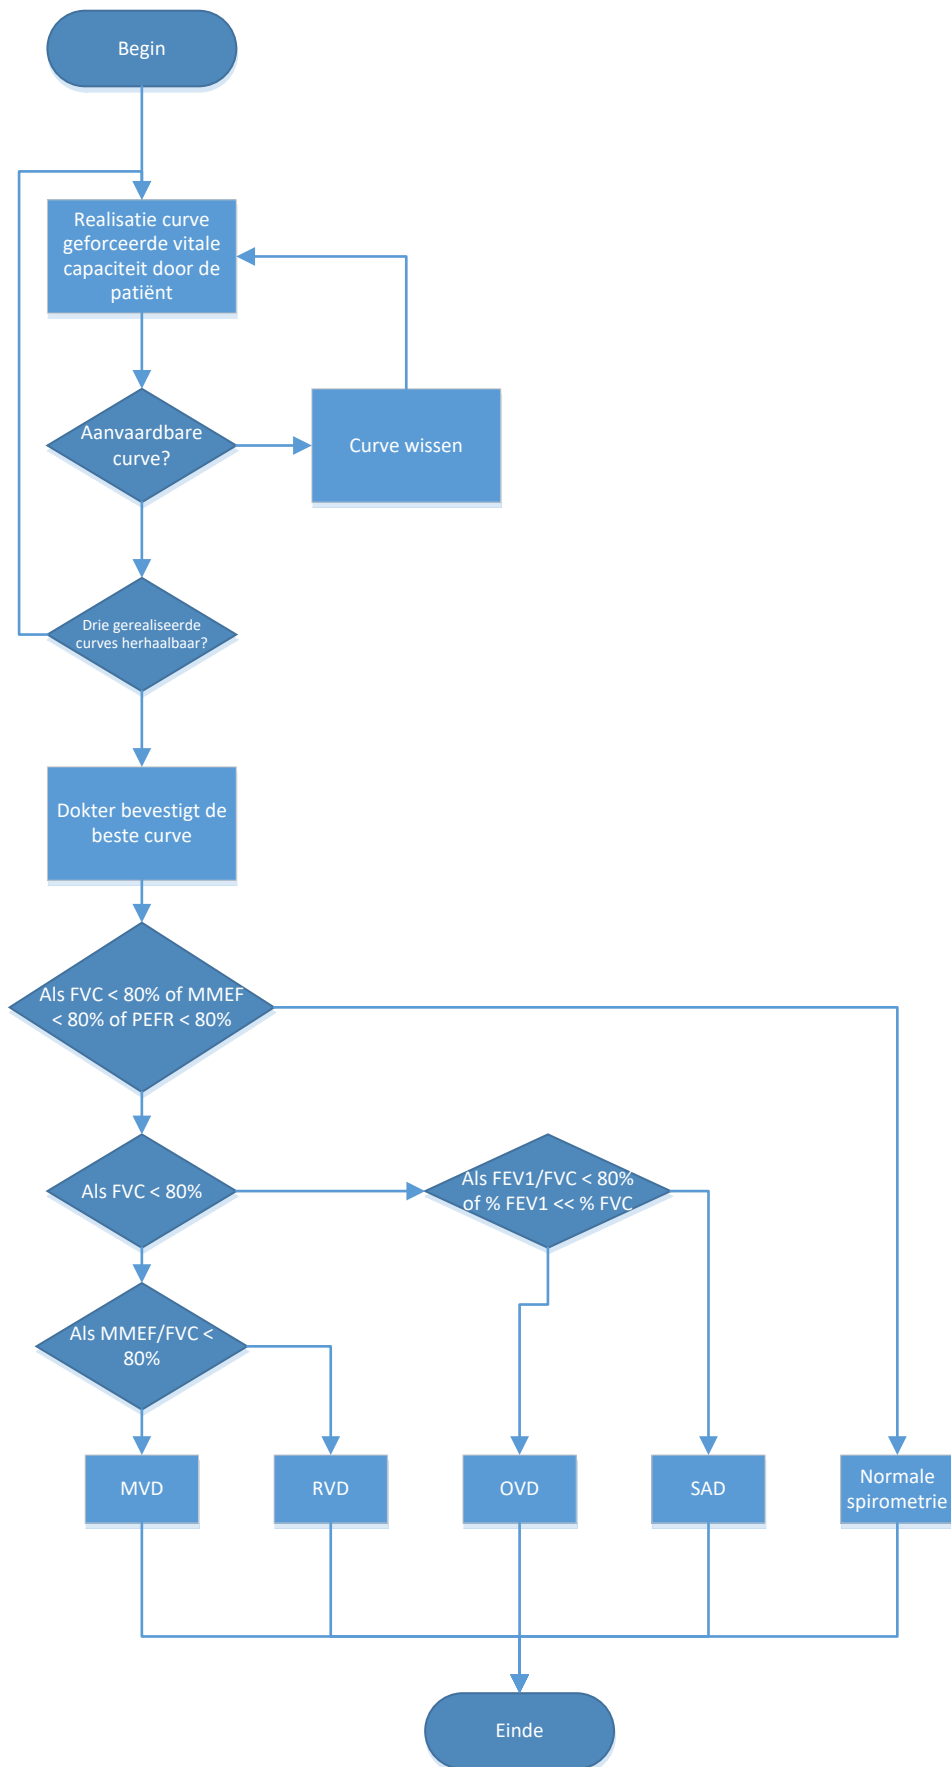 Begin
Realisatie curve
geforceerde vitale
capaciteit door de
patiënt
Aanvaardbare
curve?
Curve wissen
Drie gerealiseerde
curves herhaalbaar?
Dokter bevestigt de
beste curve
Als FVC < 80% of MMEF
< 80% of PEFR < 80%
Als FVC < 80%
Als FEV1/FVC < 80%
of % FEV1 << % FVC
Als MMEF/FVC <
80%
MVD
RVD
OVD
SAD
Normale
spirometrie
Einde